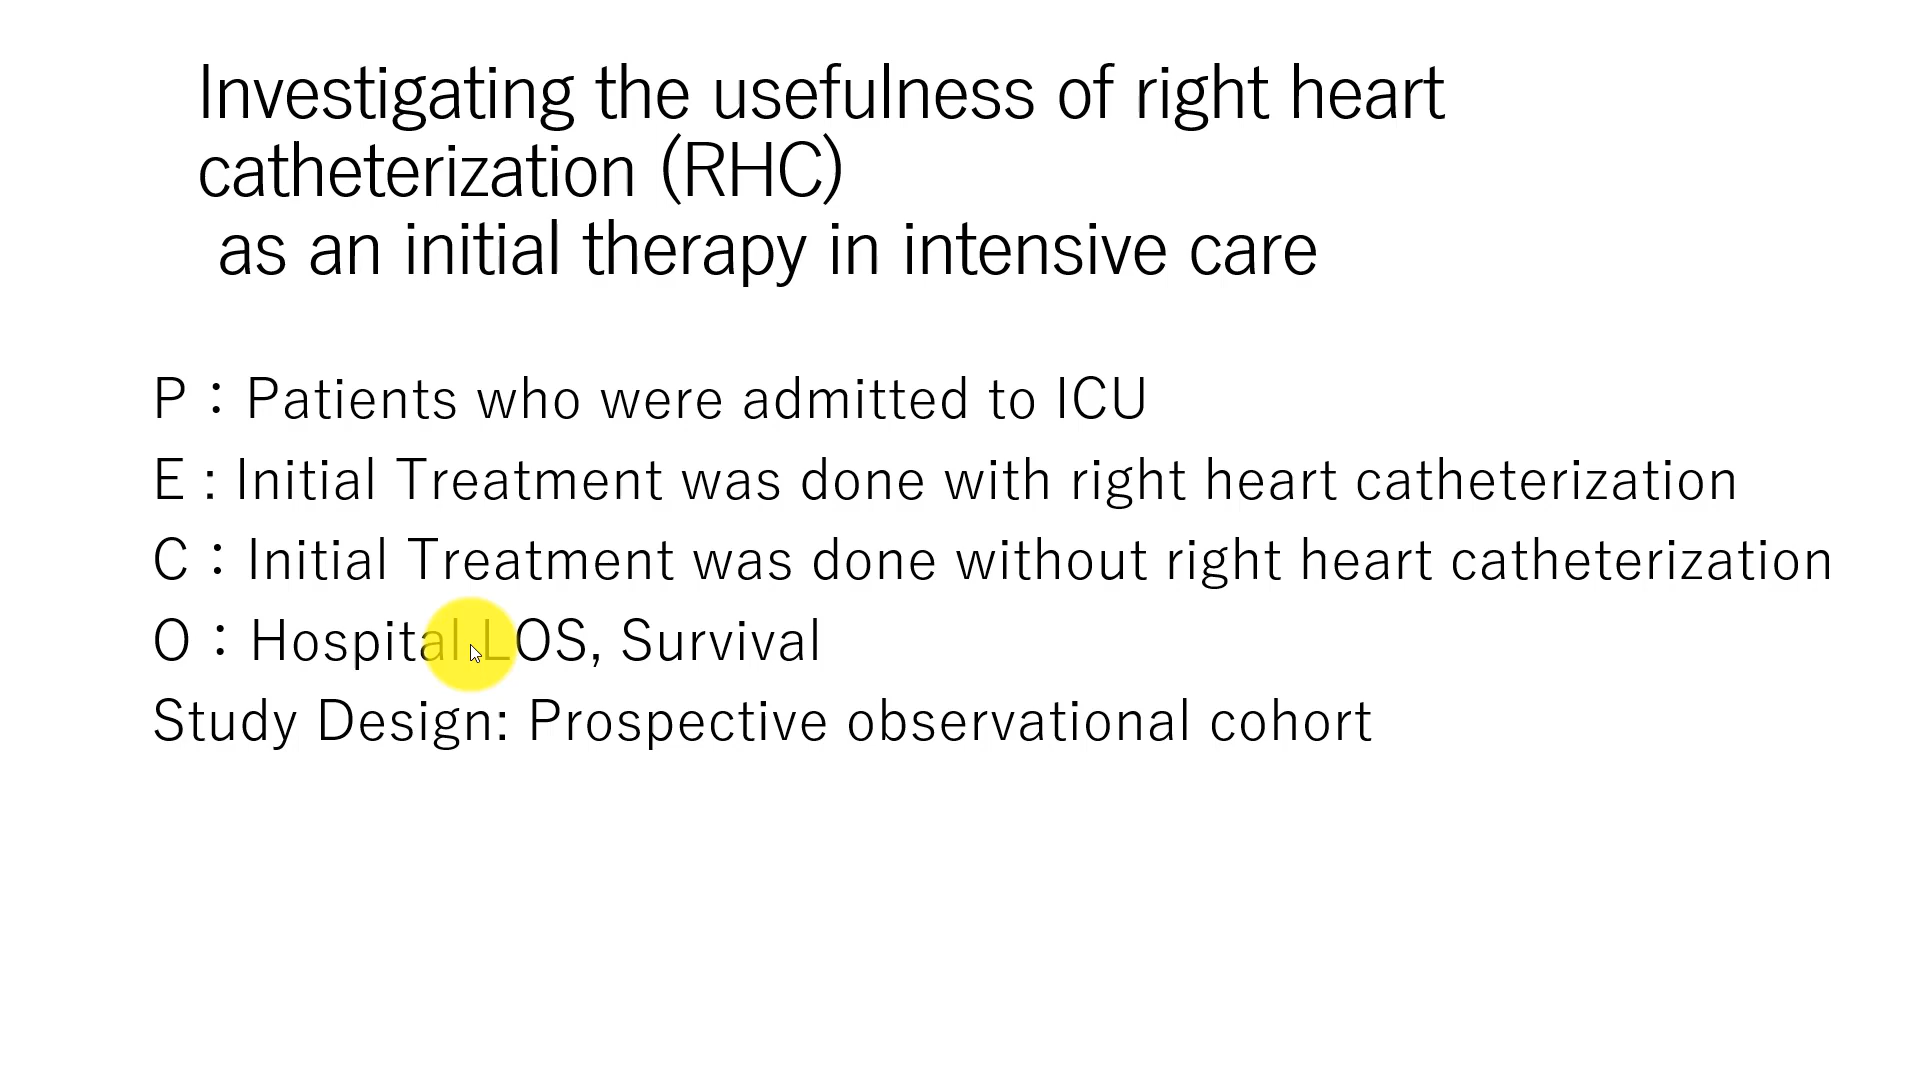 Investigating the usefulness of right heart
catheterization (RHC)
as an initial therapy in intensive care
P：Patients who were admitted to ICU
E : Initial Treatment was done with right heart catheterization
C：Initial Treatment was done without right heart catheterization
O：Hospital LOS, Survival
Study Design: Prospective observational cohort